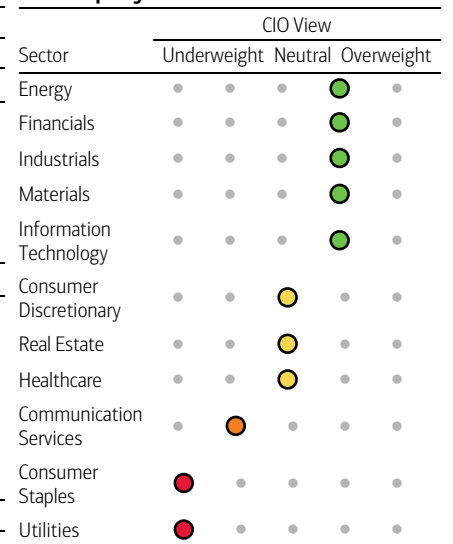 CIO View
Sector Underweight Neutral Overweight
Energy
Financials
Industrials
Materials
Information
Technology
Consumer
Discretionary
Real Estate
Healthcare
Communication
Services
Consumer
Staples
Utilities